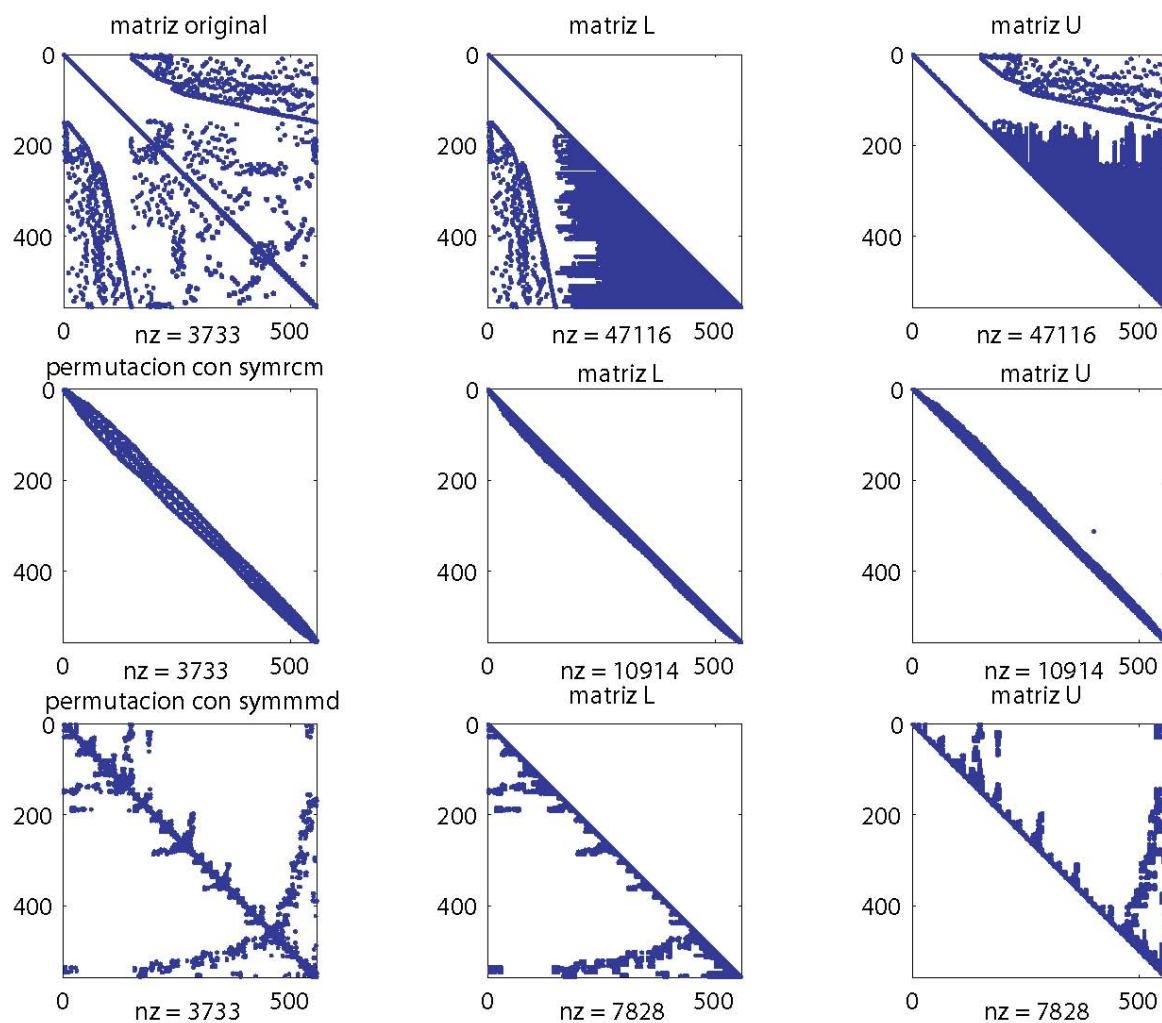 matriz original
matriz L
matriz U
0
200
400
0
500
nz = 3733
0
200
400
0
500
nz = 47116
0
200
400
0
500
nz = 47116
permutacion con symrcm
matriz L
matriz U
0
200
400
0
500
nz = 3733
0
200
400
0
500
nz = 10914
0
200
400
0
500
nz = 10914
permutacion con symmmd
matriz L
matriz U
0
200
400
0
500
nz = 3733
0
200
400
0
500
nz = 7828
0
200
400
0
500
nz = 7828